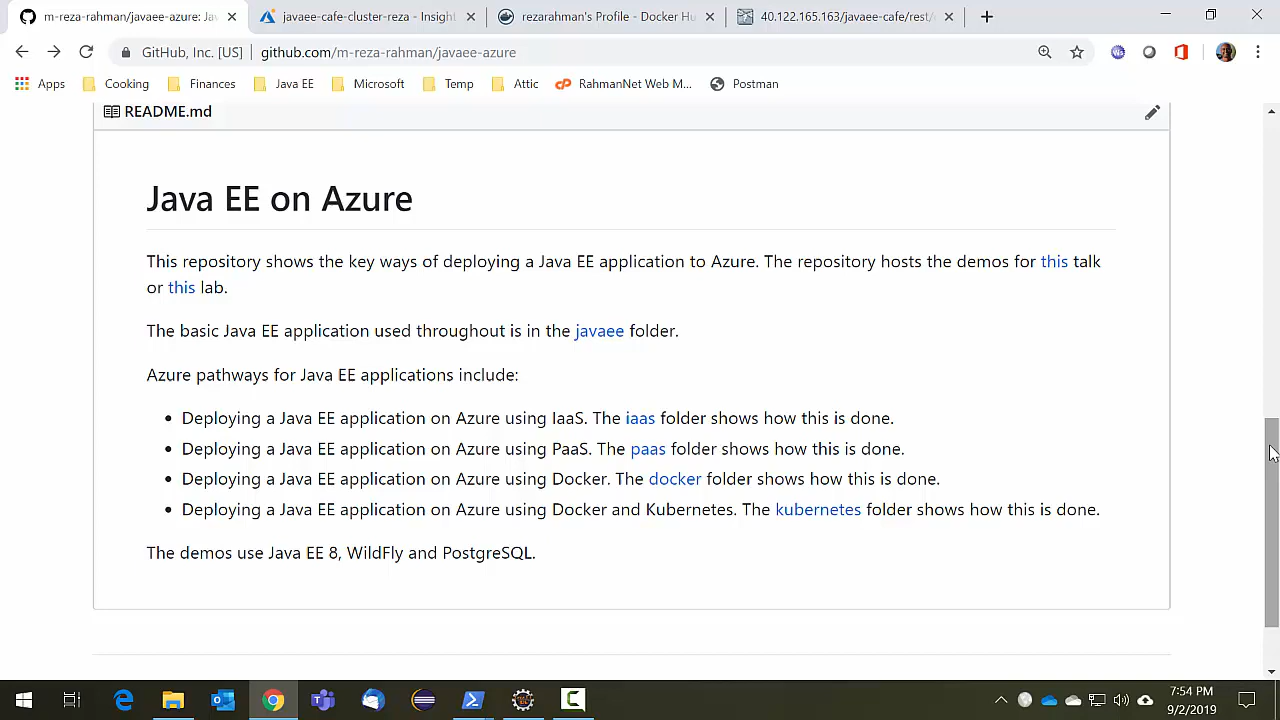 m-reza-rahman/javaee-azure: Jav
javaee-cafe-cluster-reza - Insight
rezarahman's Profile - Docker Hu
40.122.165.163/javaee-cafe/rest/
GitHub, Inc. [US] | github.com/m-reza-rahman/javaee-azure
Apps Cooking Finances Java EE Microsoft Temp Attic RahmanNet Web M... Postman
README.md
Java EE on Azure
This repository shows the key ways of deploying a Java EE application to Azure. The repository hosts the demos for this talk
or this lab.
The basic Java EE application used throughout is in the javaee folder.
Azure pathways for Java EE applications include:
• Deploying a Java EE application on Azure using IaaS. The iaas folder shows how this is done.
• Deploying a Java EE application on Azure using PaaS. The paas folder shows how this is done.
• Deploying a Java EE application on Azure using Docker. The docker folder shows how this is done.
• Deploying a Java EE application on Azure using Docker and Kubernetes. The kubernetes folder shows how this is done.
The demos use Java EE 8, WildFly and PostgreSQL.
7:54 PM
9/2/2019